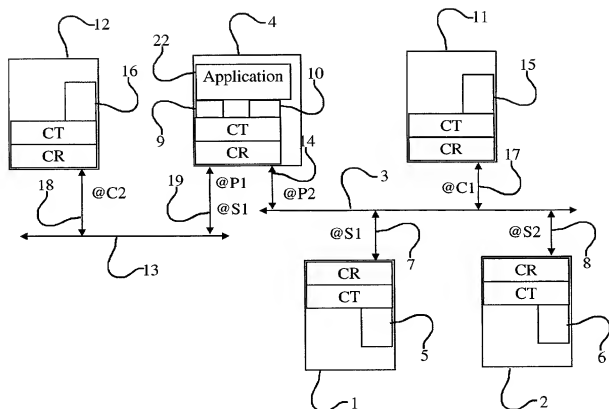 12
4
11
22
16
Application
10
15
CT
CR
9
CT
CR
14
CT
CR
17
@C2
18
19
@P1
@S1
@P2
3
@C1
13
@S1
7
@S2
8
CR
CT
5
CR
CT
6
1
2